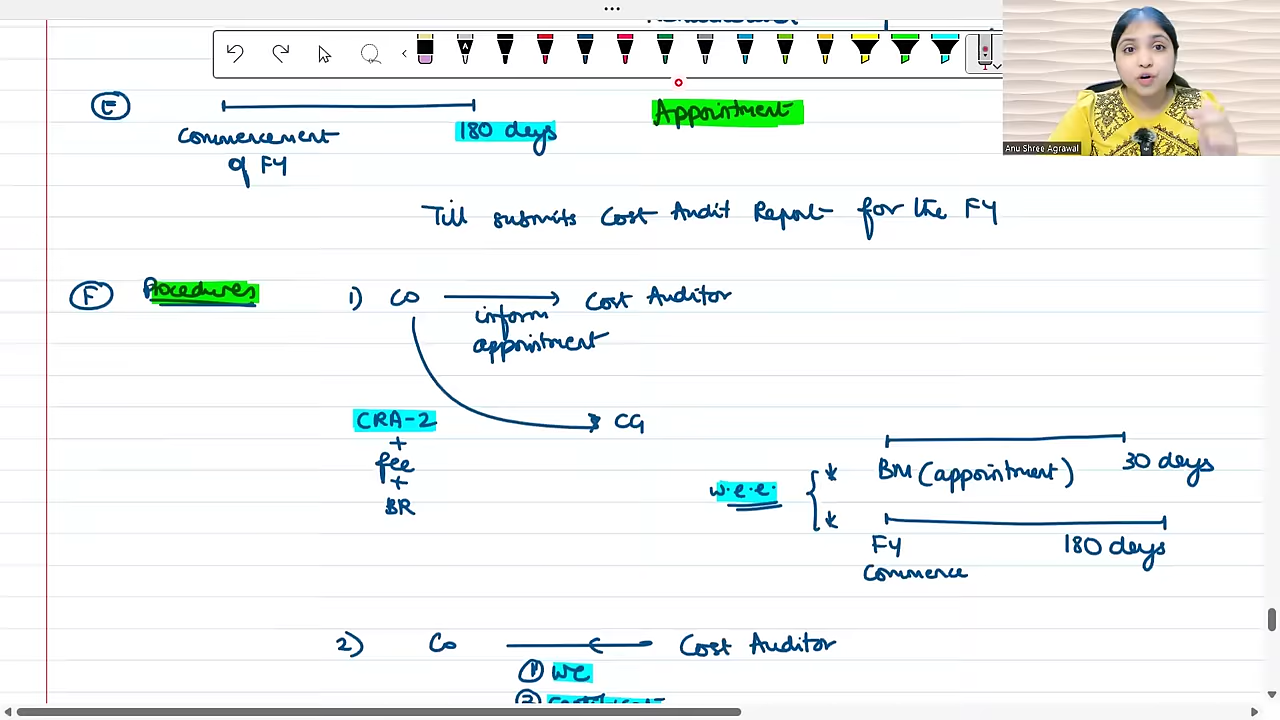 E
Commencement
of FY
180 days
Appointment
Anu Shree Agrawal
Till submits Cost Audit Report for the FY
F
Procedures
1) Co
inform
appointment
Cost Auditor
CRA-2
+
fee
+
BR
CG
w.e.e.
BM (appointment)
30 days
FY
Commence
180 days
2) Co
Cost Auditor
① WC
②